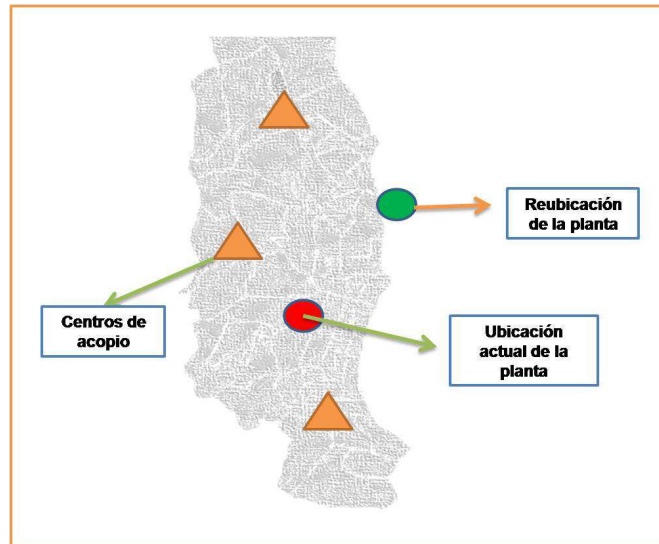 Reubicación
de la planta
Centros de
acopio
Ubicación
actual de la
planta